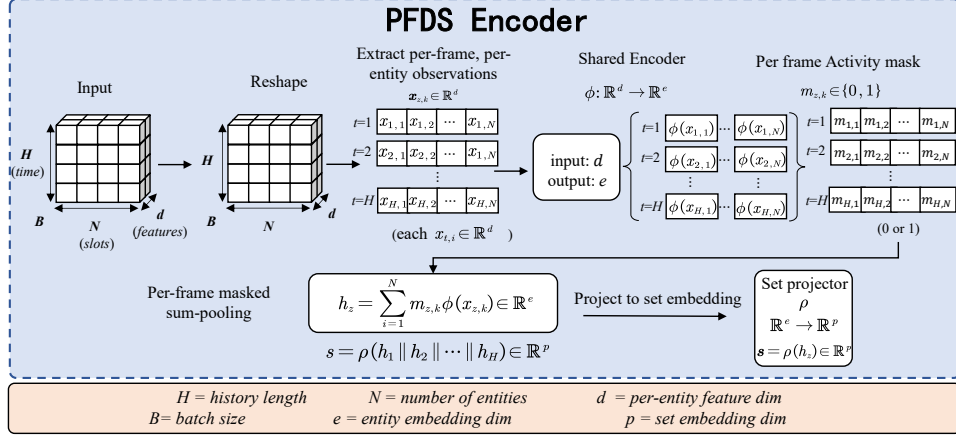 PFDS Encoder
Input
Reshape
Extract per-frame, per-
entity observations
x_{z,k} ∈ ℝ^d
Shared Encoder
ϕ: ℝ^d → ℝ^e
Per frame Activity mask
m_{z,k} ∈ {0, 1}
H
(time)
B
N
(slots)
d
(features)
H
B
N
d
t=1 x_{1,1} x_{1,2} ⋯ x_{1,N}
t=2 x_{2,1} x_{2,2} ⋯ x_{1,N}
⋮
t=H x_{H,1} x_{H,2} ⋯ x_{H,N}
(each x_{t,i} ∈ ℝ^d )
input: d
output: e
t=1 ϕ(x_{1,1}) ⋯ ϕ(x_{1,N})
t=2 ϕ(x_{2,1}) ⋯ ϕ(x_{2,N})
⋮ ⋮
t=H ϕ(x_{H,1}) ⋯ ϕ(x_{H,N})
t=1 m_{1,1} m_{1,2} ⋯ m_{1,N}
t=2 m_{2,1} m_{2,2} ⋯ m_{2,N}
⋮
t=H m_{H,1} m_{H,2} ⋯ m_{H,N}
(0 or 1)
Per-frame masked
sum-pooling
h_z = ∑_{i=1}^{N} m_{z,k} ϕ(x_{z,k}) ∈ ℝ^e
s = ρ(h_1 ∥ h_2 ∥ ⋯ ∥ h_H) ∈ ℝ^p
Project to set embedding
Set projector
ρ
ℝ^e → ℝ^p
s = ρ(h_z) ∈ ℝ^p
H = history length N = number of entities d = per-entity feature dim
B= batch size e = entity embedding dim p = set embedding dim